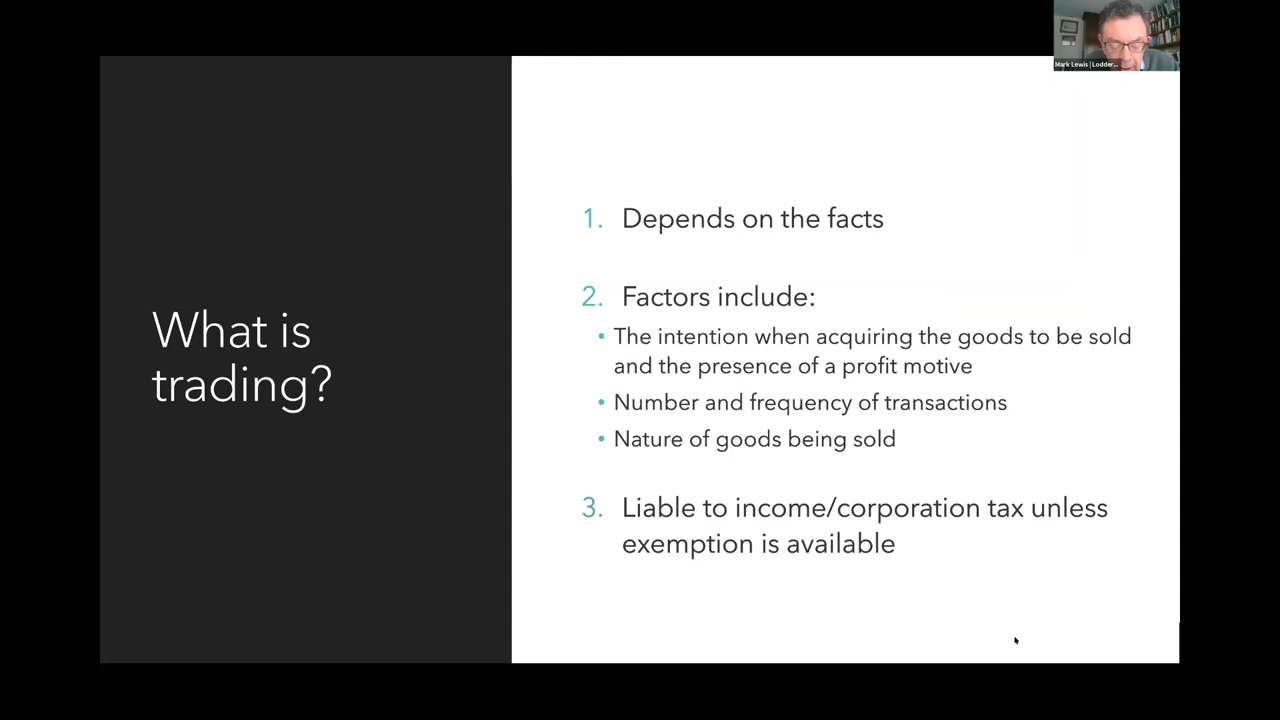 Mark Lewis | Lodder...
What is
trading?
1. Depends on the facts
2. Factors include:
• The intention when acquiring the goods to be sold
and the presence of a profit motive
• Number and frequency of transactions
• Nature of goods being sold
3. Liable to income/corporation tax unless
exemption is available